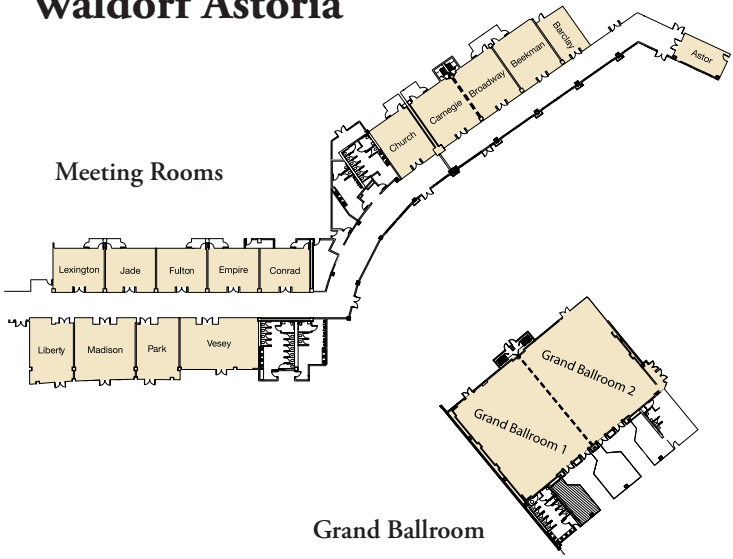 Waldorf Astoria
Barclay
Beekman
Broadway
Carnegie
Church
Astor
Meeting Rooms
Lexington
Jade
Fulton
Empire
Conrad
Liberty
Madison
Park
Vesey
Grand Ballroom 2
Grand Ballroom 1
Grand Ballroom